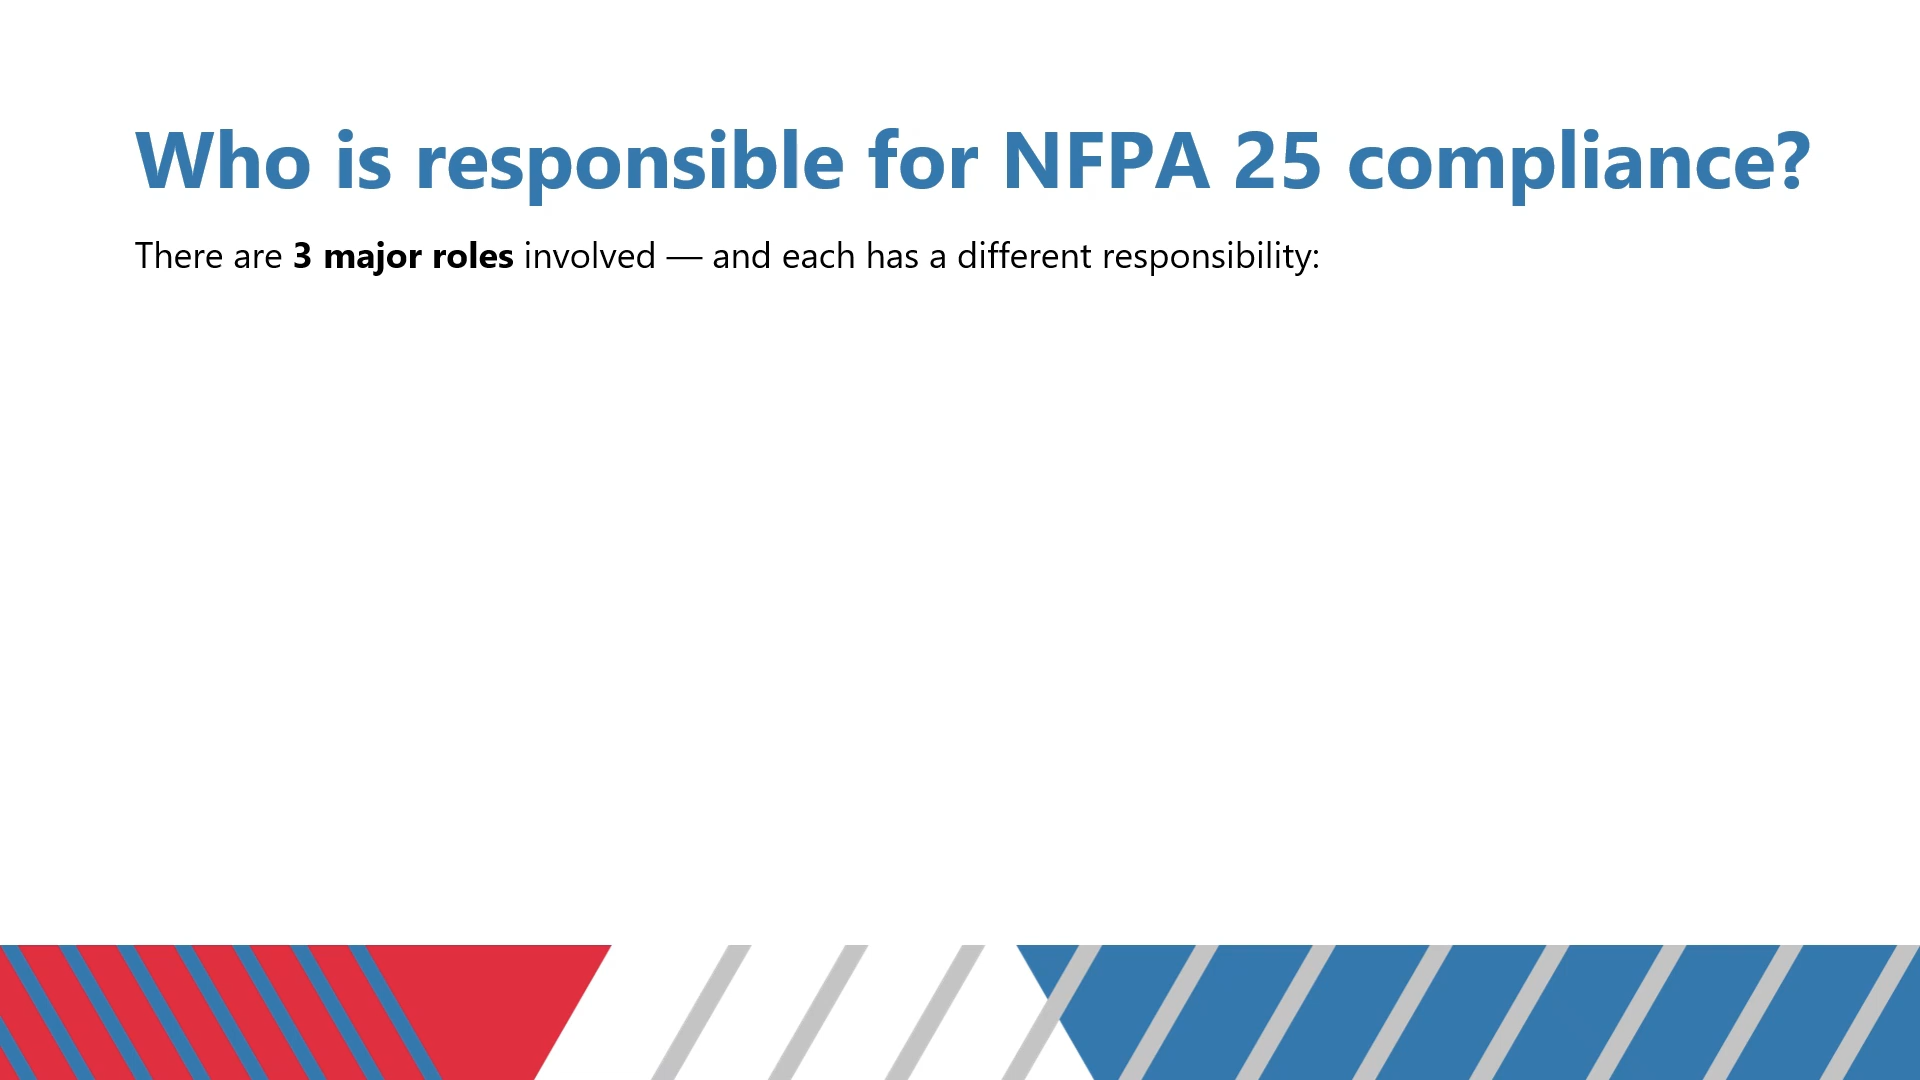 Who is responsible for NFPA 25 compliance?
There are 3 major roles involved — and each has a different responsibility: